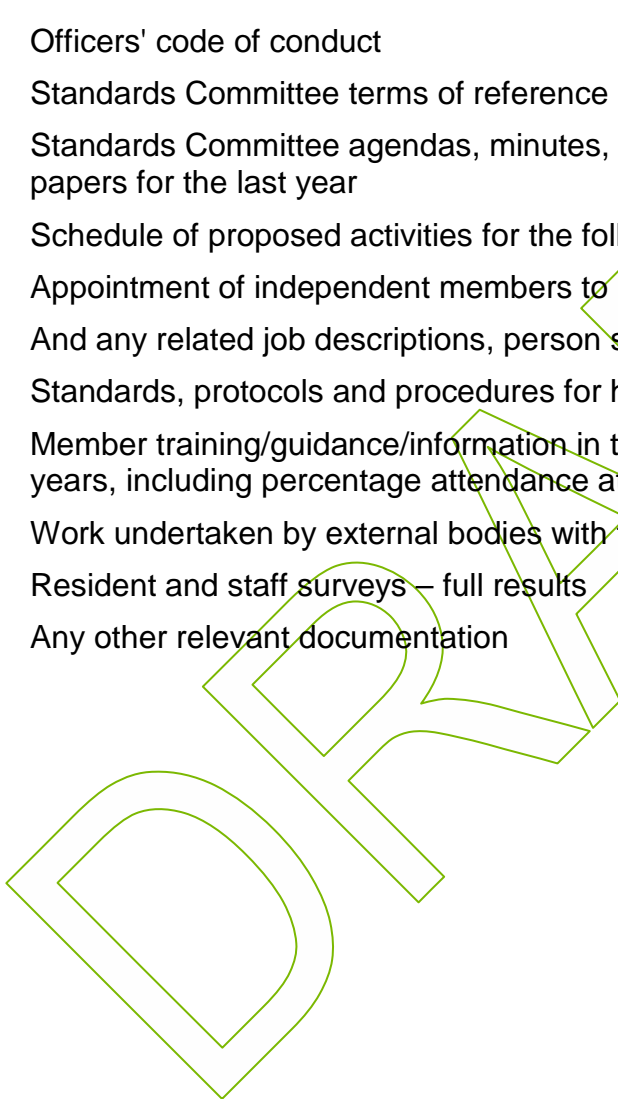 Officers' code of conduct
Standards Committee terms of reference
Standards Committee agendas, minutes,
papers for the last year
Schedule of proposed activities for the
Appointment of independent members to
And any related job descriptions, person
Standards, protocols and procedures for
Member training/guidance/information in
years, including percentage attendance
Work undertaken by external bodies with
Resident and staff surveys – full results
Any other relevant documentation
DRA